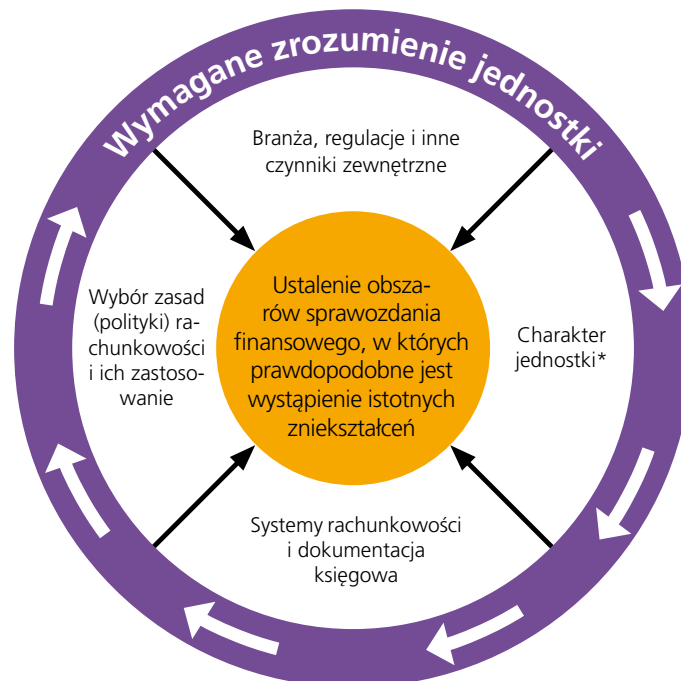 Wymagane zrozumienie jednostki
Branża, regulacje i inne
czynniki zewnętrzne
Wybór zasad
(polityki) ra-
chunkowości
i ich zastoso-
wanie
Ustalenie obsza-
rów sprawozdania
finansowego, w których
prawdopodobne jest
wystąpienie istotnych
zniekształceń
Charakter
jednostki*
Systemy rachunkowości
i dokumentacja
księgowa